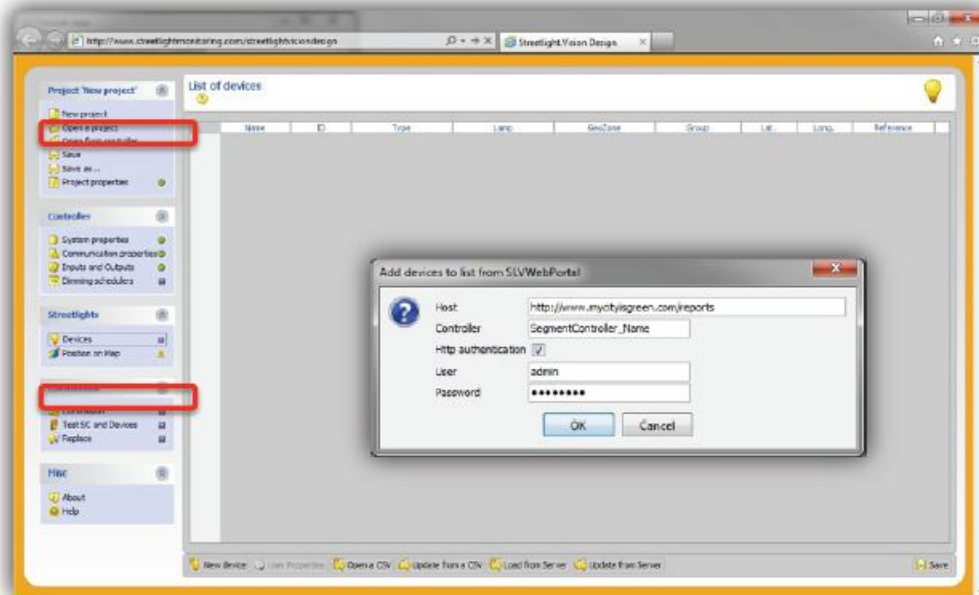 http://www.streetlightmonitoring.com/streetlightvisiondesign
Streetlight.Vision Design
Project 'New project'
New project
Open a project
Open from controller
Save
Save as...
Project properties
Controller
System properties
Communication properties
Inputs and Outputs
Dimming schedulers
Streetlights
Devices
Position on Map
Test SC and Devices
Replace
Misc
About
Help
List of devices
Name ID Type Lamp GeoZone Group Lat. Long. Reference
Add devices to list from SLVWebPortal
Host http://www.mycityisgreen.com/reports
Controller SegmentController_Name
Http authentication
User admin
Password ••••••••
OK Cancel
New device User Properties Open a CSV Update from a CSV Load from Server Update from Server Save